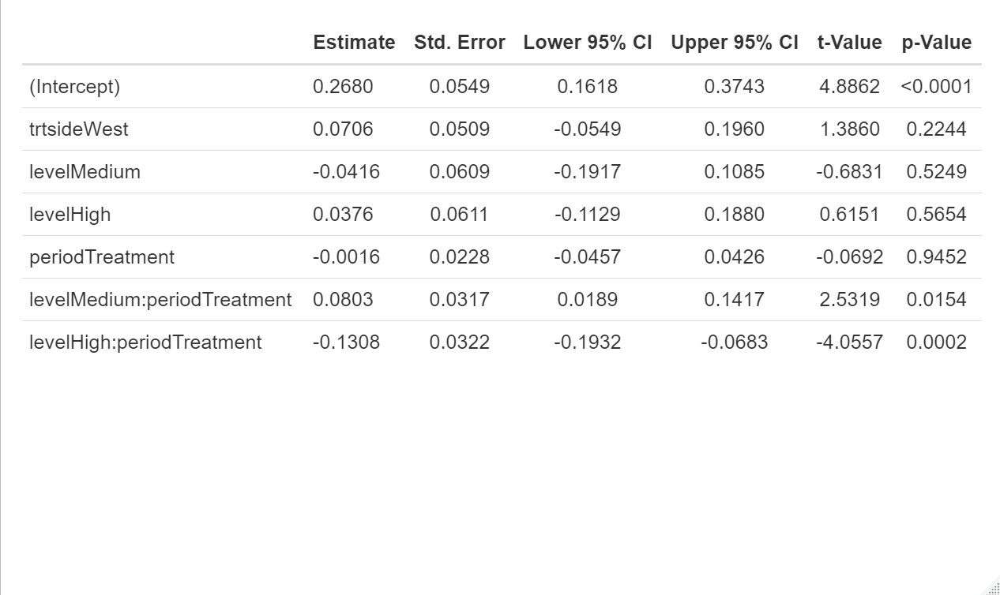 Estimate Std. Error Lower 95% CI Upper 95% CI t-Value p-Value
(Intercept) 0.2680 0.0549 0.1618 0.3743 4.8862 <0.0001
trtsideWest 0.0706 0.0509 -0.0549 0.1960 1.3860 0.2244
levelMedium -0.0416 0.0609 -0.1917 0.1085 -0.6831 0.5249
levelHigh 0.0376 0.0611 -0.1129 0.1880 0.6151 0.5654
periodTreatment -0.0016 0.0228 -0.0457 0.0426 -0.0692 0.9452
levelMedium:periodTreatment 0.0803 0.0317 0.0189 0.1417 2.5319 0.0154
levelHigh:periodTreatment -0.1308 0.0322 -0.1932 -0.0683 -4.0557 0.0002